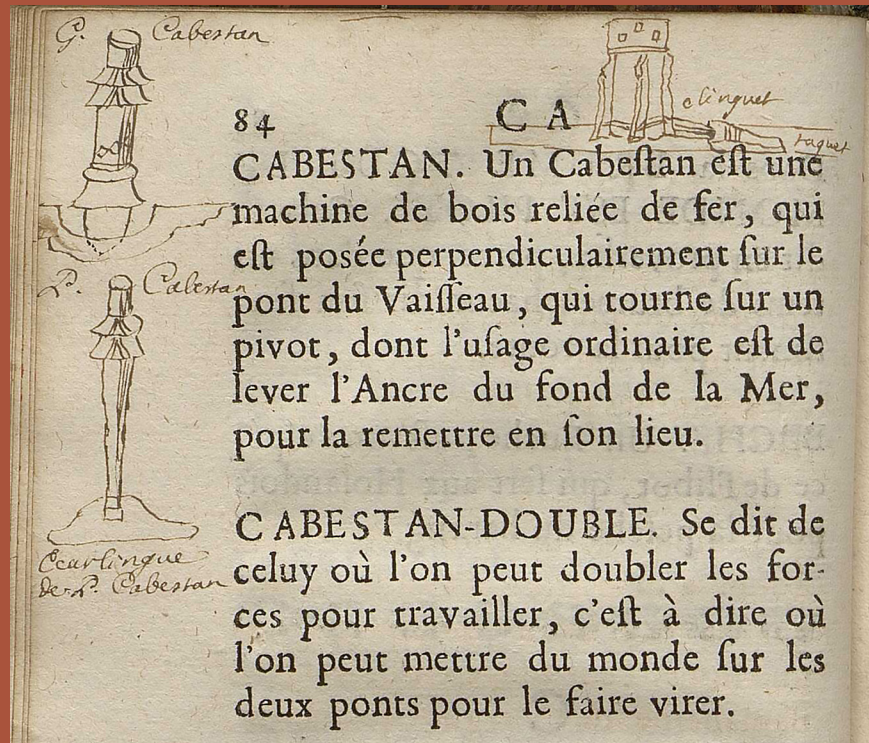 G. Cabestan
84
C A
clinguet
taquet
CABESTAN. Un Cabeſtan eſt une
machine de bois reliée de fer, qui
eſt posée perpendiculairement ſur le
pont du Vaiſſeau, qui tourne ſur un
pivot, dont l'uſage ordinaire eſt de
lever l'Ancre du fond de la Mer,
pour la remettre en ſon lieu.
P. Cabestan
CABESTAN-DOUBLE. Se dit de
celuy où l'on peut doubler les for-
ces pour travailler, c'eſt à dire où
l'on peut mettre du monde ſur les
deux ponts pour le faire virer.
Ecarlingue
de P. Cabestan